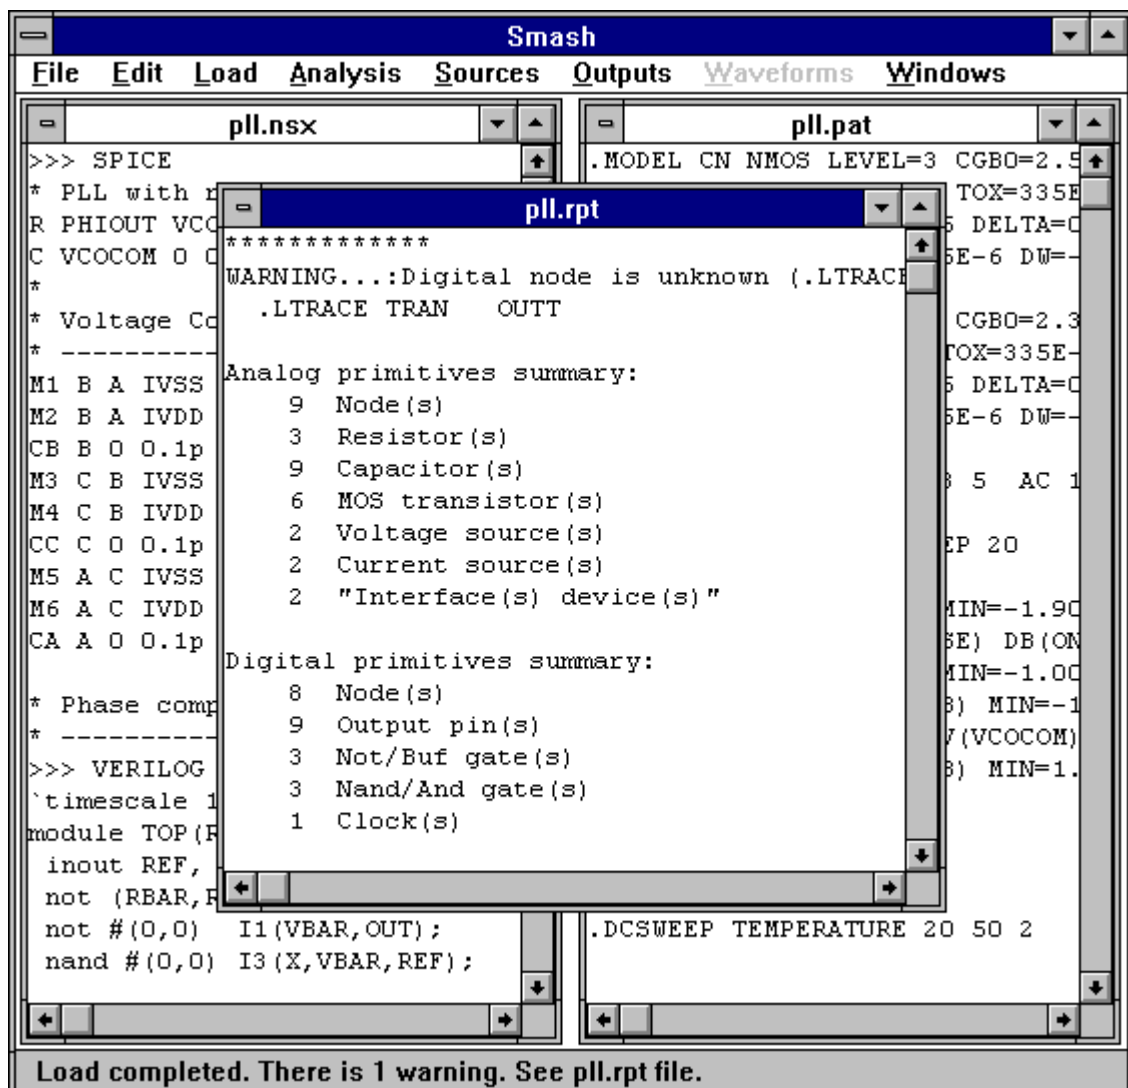 Smash
File Edit Load Analysis Sources Outputs Waveforms Windows
pll.nsx
>>> SPICE
* PLL with
R PHIOUT
C VCOCOM 0
*
* Voltage
* ----------
M1 B A IVSS
M2 B A IVDD
CB B 0 0.1p
M3 C B IVSS
M4 C B IVDD
CC C 0 0.1p
M5 A C IVSS
M6 A C IVDD
CA A 0 0.1p
* Phase
* ----------
>>> VERILOG
`timescale 1
module TOP(
inout REF,
not (RBAR,
not #(0,0) I1(VBAR,OUT);
nand #(0,0) I3(X,VBAR,REF);
pll.rpt
*************
WARNING...:Digital node is unknown (.LTRACE
.LTRACE TRAN OUTT
Analog primitives summary:
9 Node(s)
3 Resistor(s)
9 Capacitor(s)
6 MOS transistor(s)
2 Voltage source(s)
2 Current source(s)
2 "Interface(s) device(s)"
Digital primitives summary:
8 Node(s)
9 Output pin(s)
3 Not/Buf gate(s)
3 Nand/And gate(s)
1 Clock(s)
pll.pat
.MODEL CN NMOS LEVEL=3 CGBO=2.5
TOX=335E
DELTA=0
5E-6 DW=-
CGBO=2.3
TOX=335E-
DELTA=0
5E-6 DW=-
5 AC 1
EP 20
MIN=-1.90
SE) DB(ON
MIN=-1.00
) MIN=-1
V(VCOCOM)
) MIN=1.
.DCSWEEP TEMPERATURE 20 50 2
Load completed. There is 1 warning. See pll.rpt file.